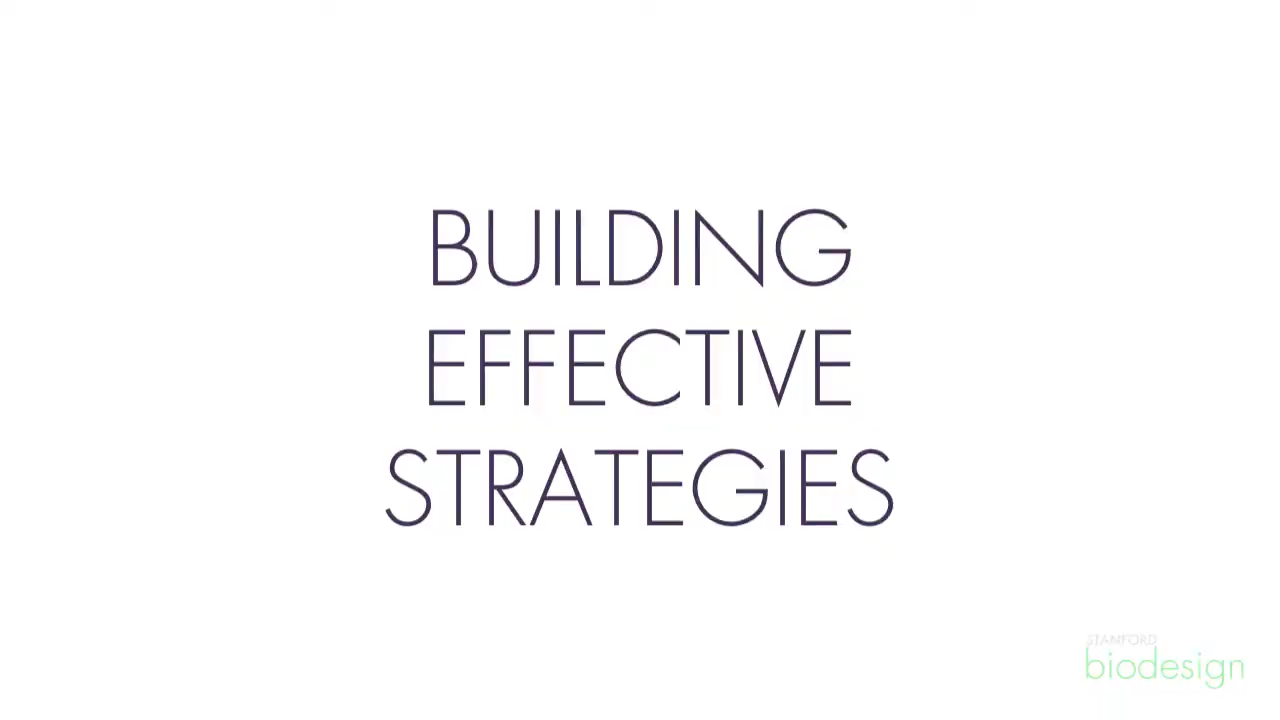 BUILDING
EFFECTIVE
STRATEGIES
STANFORD
biodesign